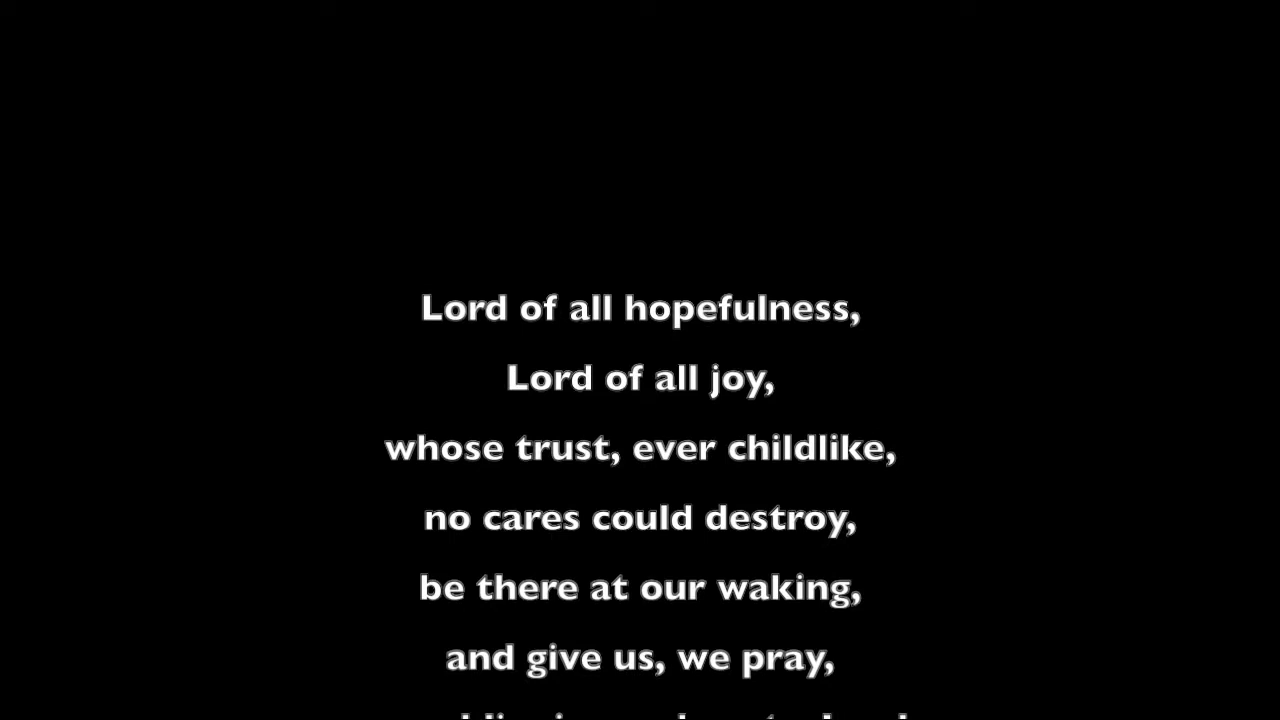 Lord of all hopefulness,
Lord of all joy,
whose trust, ever childlike,
no cares could destroy,
be there at our waking,
and give us, we pray,